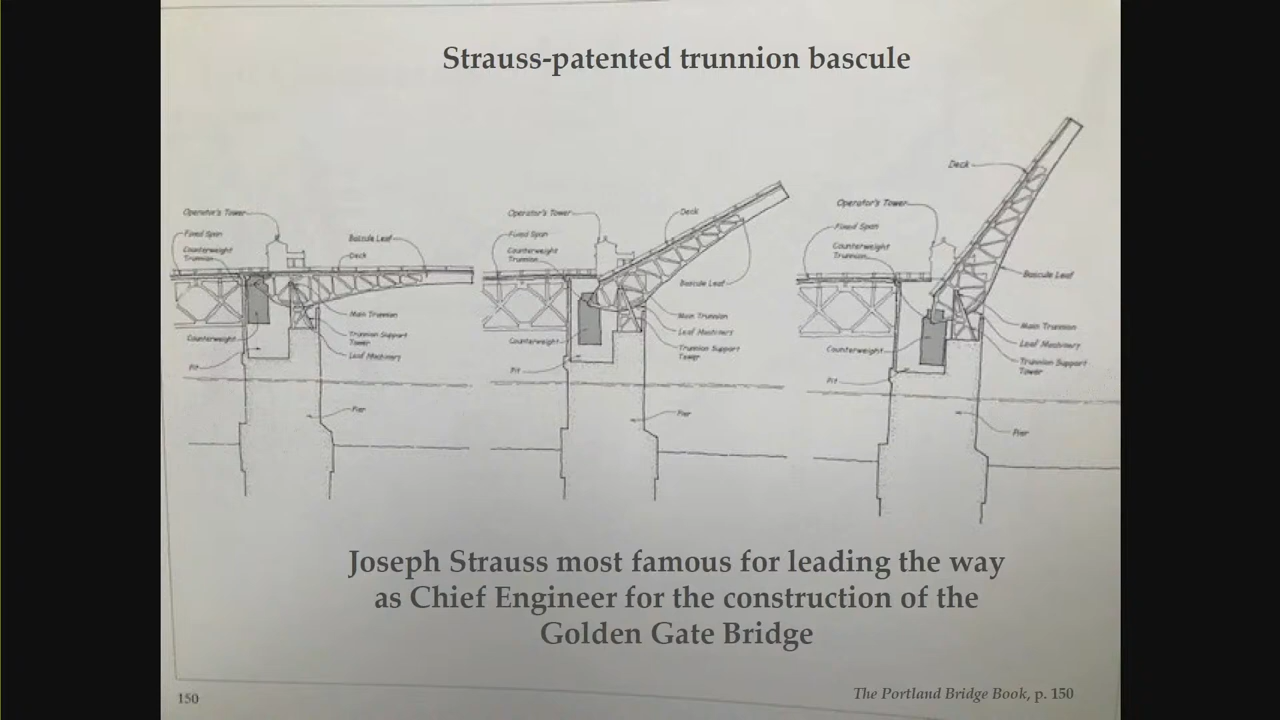 Strauss-patented trunnion bascule
Operator's Tower
Fixed Span
Counterweight
Trunnion
Bascule Leaf
Deck
Main Trunnion
Trunnion Support
Tower
Leaf Machinery
Counterweight
Pit
Pier
Operator's Tower
Fixed Span
Counterweight
Trunnion
Deck
Bascule Leaf
Main Trunnion
Leaf Machinery
Trunnion Support
Tower
Counterweight
Pit
Pier
Deck
Operator's Tower
Fixed Span
Counterweight
Trunnion
Bascule Leaf
Main Trunnion
Leaf Machinery
Trunnion Support
Tower
Counterweight
Pit
Pier
Joseph Strauss most famous for leading the way
as Chief Engineer for the construction of the
Golden Gate Bridge
150
The Portland Bridge Book, p. 150